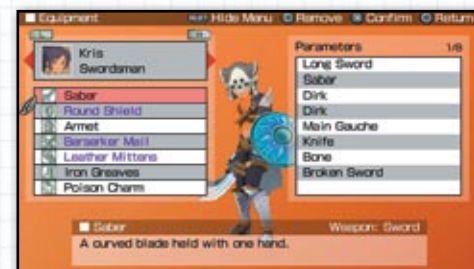 Equipment
Hide Menu Remove Confirm Return
Kris
Swordsman
Saber
Round Shield
Armet
Berserker Mail
Leather Mittens
Iron Greaves
Poison Charm
Parameters 1/8
Long Sword
Saber
Dirk
Dirk
Main Gauche
Knife
Bone
Broken Sword
Saber Weapon: Sword
A curved blade held with one hand.